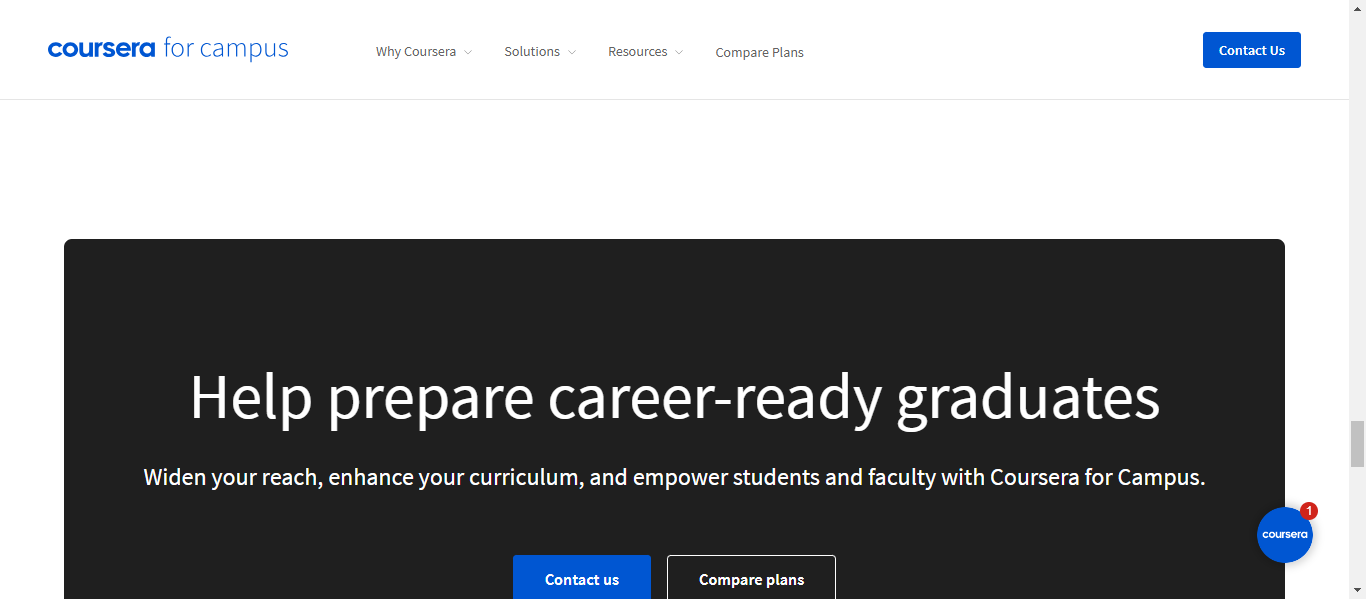 coursera for campus
Why Coursera
Solutions
Resources
Compare Plans
Contact Us
Help prepare career-ready graduates
Widen your reach, enhance your curriculum, and empower students and faculty with Coursera for Campus.
1
coursera
Contact us
Compare plans